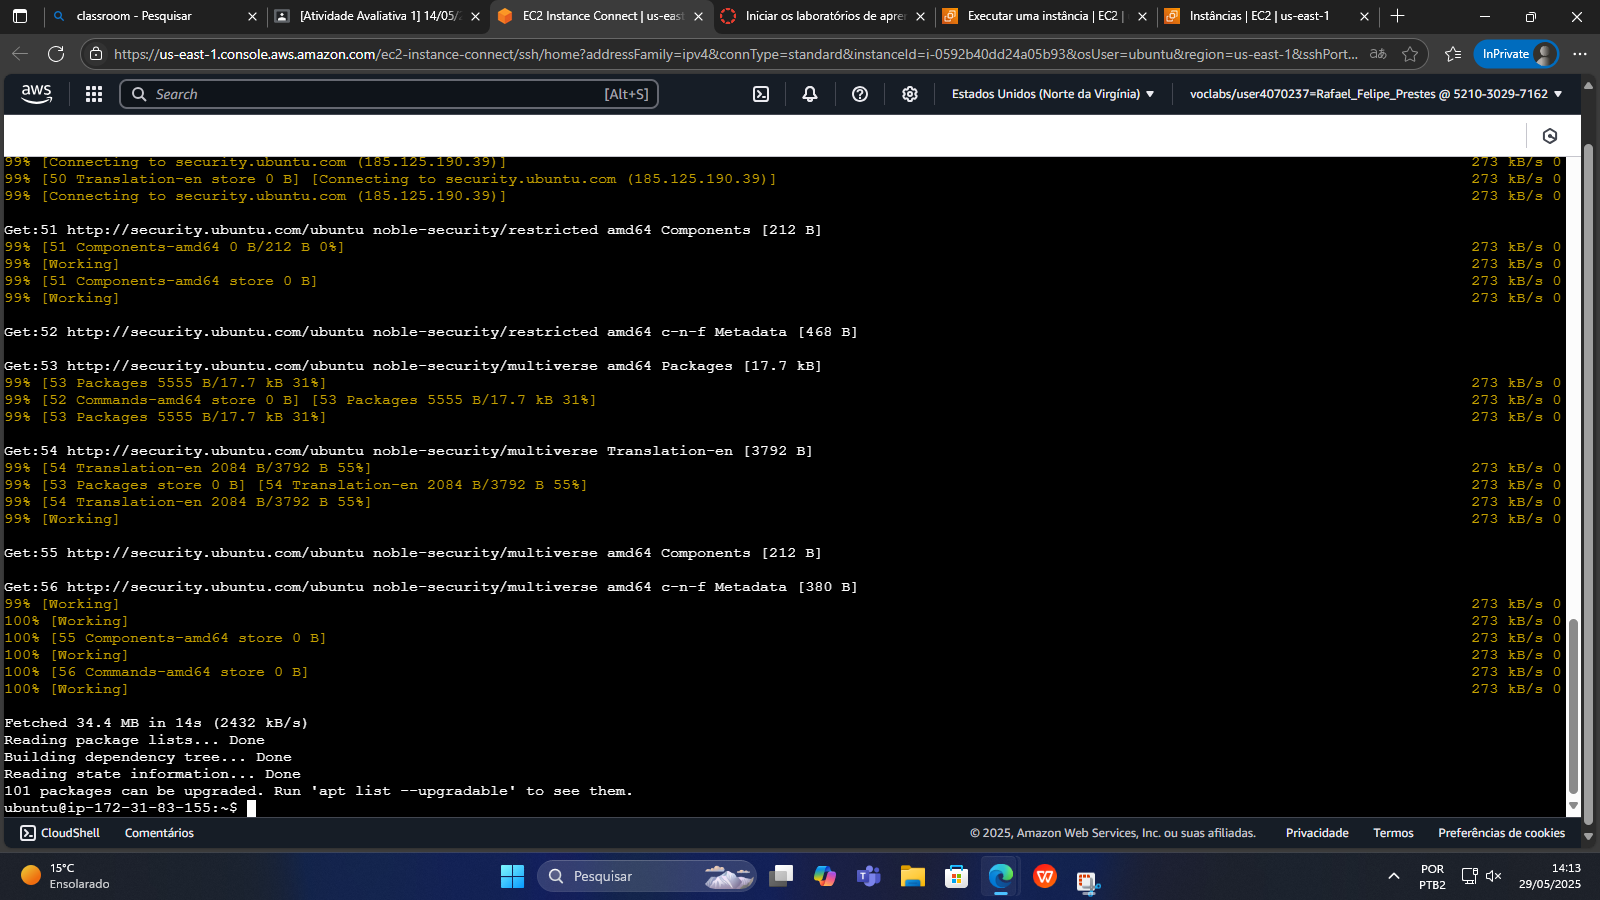 classroom - Pesquisar
[Atividade Avaliativa 1] 14/05/2
EC2 Instance Connect | us-east
Iniciar os laboratórios de apren
Executar uma instância | EC2 |
Instâncias | EC2 | us-east-1
https://us-east-1.console.aws.amazon.com/ec2-instance-connect/ssh/home?addressFamily=ipv4&connType=standard&instanceId=i-0592b40dd24a05b93&osUser=ubuntu&region=us-east-1&sshPort...
InPrivate
aws
Search
[Alt+S]
Estados Unidos (Norte da Virgínia)
voclabs/user4070237=Rafael_Felipe_Prestes @ 5210-3029-7162
99% [Connecting to security.ubuntu.com (185.125.190.39)] 273 kB/s 0
99% [50 Translation-en store 0 B] [Connecting to security.ubuntu.com (185.125.190.39)] 273 kB/s 0
99% [Connecting to security.ubuntu.com (185.125.190.39)] 273 kB/s 0
Get:51 http://security.ubuntu.com/ubuntu noble-security/restricted amd64 Components [212 B]
99% [51 Components-amd64 0 B/212 B 0%] 273 kB/s 0
99% [Working] 273 kB/s 0
99% [51 Components-amd64 store 0 B] 273 kB/s 0
99% [Working] 273 kB/s 0
Get:52 http://security.ubuntu.com/ubuntu noble-security/restricted amd64 c-n-f Metadata [468 B]
Get:53 http://security.ubuntu.com/ubuntu noble-security/multiverse amd64 Packages [17.7 kB]
99% [53 Packages 5555 B/17.7 kB 31%] 273 kB/s 0
99% [52 Commands-amd64 store 0 B] [53 Packages 5555 B/17.7 kB 31%] 273 kB/s 0
99% [53 Packages 5555 B/17.7 kB 31%] 273 kB/s 0
Get:54 http://security.ubuntu.com/ubuntu noble-security/multiverse Translation-en [3792 B]
99% [54 Translation-en 2084 B/3792 B 55%] 273 kB/s 0
99% [53 Packages store 0 B] [54 Translation-en 2084 B/3792 B 55%] 273 kB/s 0
99% [54 Translation-en 2084 B/3792 B 55%] 273 kB/s 0
99% [Working] 273 kB/s 0
Get:55 http://security.ubuntu.com/ubuntu noble-security/multiverse amd64 Components [212 B]
Get:56 http://security.ubuntu.com/ubuntu noble-security/multiverse amd64 c-n-f Metadata [380 B]
99% [Working] 273 kB/s 0
100% [Working] 273 kB/s 0
100% [55 Components-amd64 store 0 B] 273 kB/s 0
100% [Working] 273 kB/s 0
100% [56 Commands-amd64 store 0 B] 273 kB/s 0
100% [Working] 273 kB/s 0
Fetched 34.4 MB in 14s (2432 kB/s)
Reading package lists... Done
Building dependency tree... Done
Reading state information... Done
101 packages can be upgraded. Run 'apt list --upgradable' to see them.
ubuntu@ip-172-31-83-155:~$
CloudShell
Comentários
© 2025, Amazon Web Services, Inc. ou suas afiliadas.
Privacidade
Termos
Preferências de cookies
15°C
Ensolarado
Pesquisar
POR
PTB2
14:13
29/05/2025